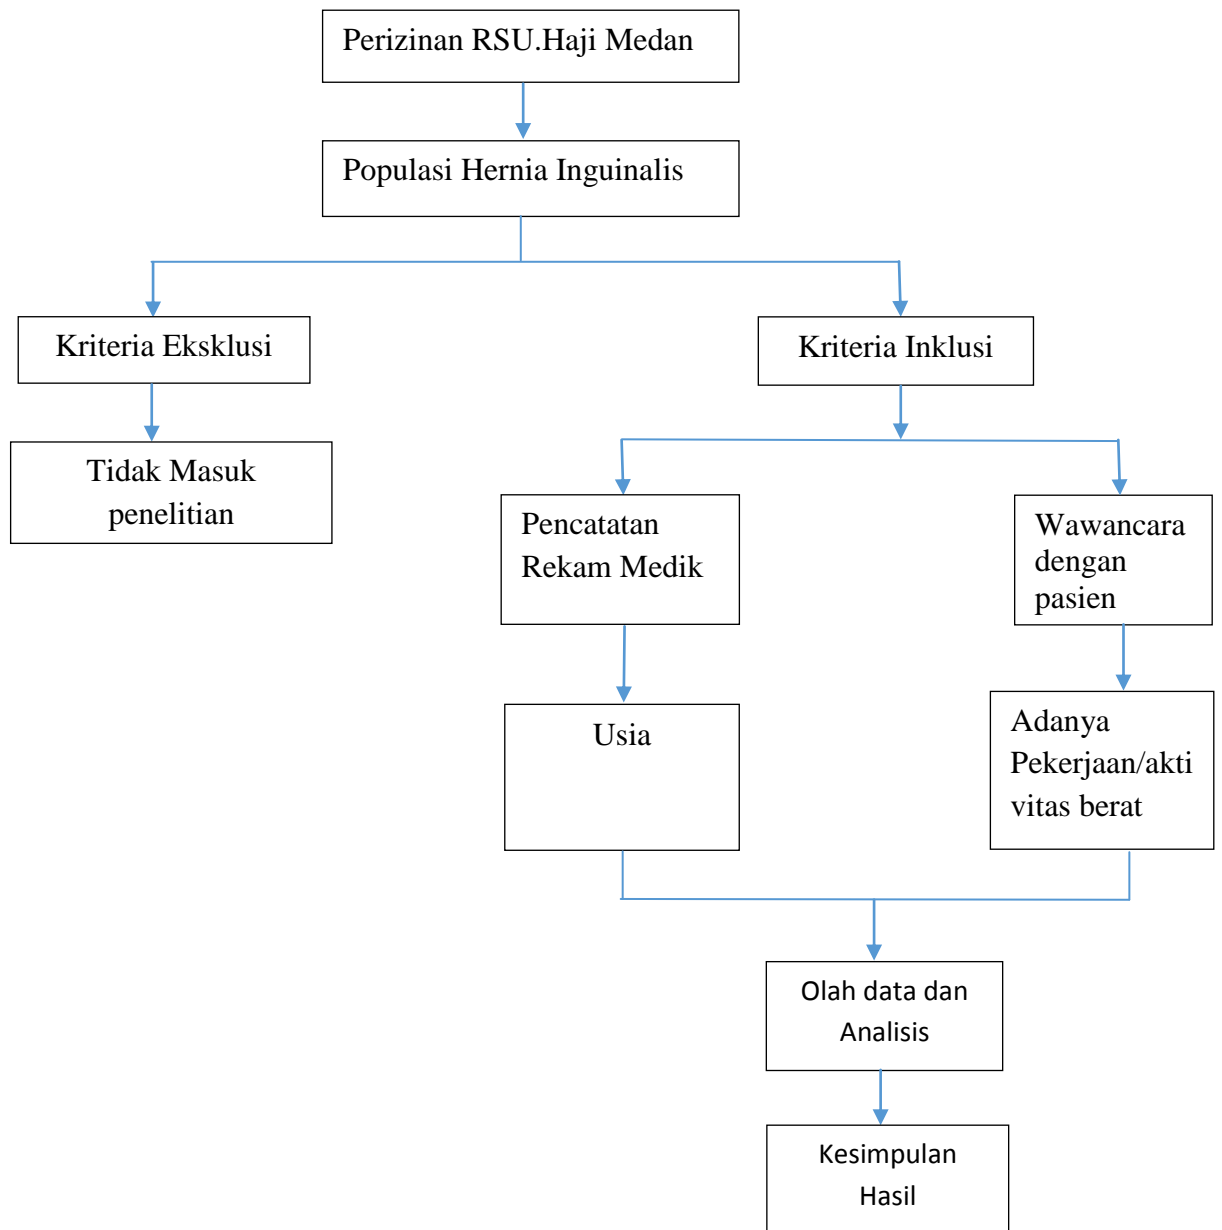 Perizinan RSU.Haji Medan
Populasi Hernia Inguinalis
Kriteria Eksklusi
Kriteria Inklusi
Tidak Masuk
penelitian
Pencatatan
Rekam Medik
Wawancara
dengan
pasien
Usia
Adanya
Pekerjaan/akti
vitas berat
Olah data dan
Analisis
Kesimpulan
Hasil